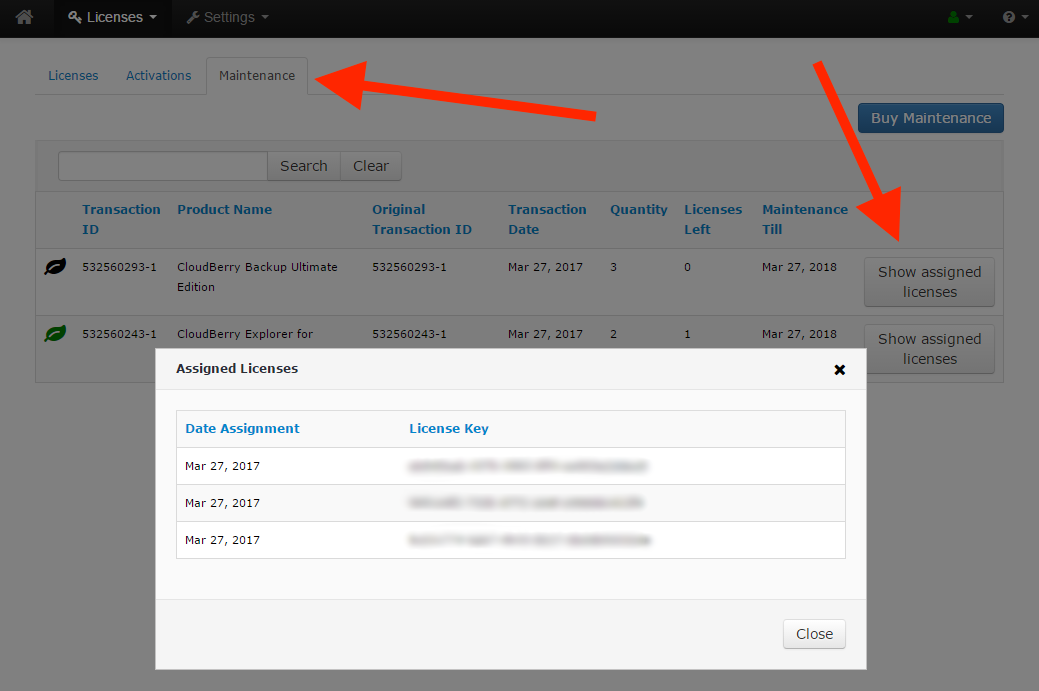 Licenses Settings
Licenses Activations Maintenance
Buy Maintenance
Search Clear
Transaction ID Product Name Original Transaction ID Transaction Date Quantity Licenses Left Maintenance Till
532560293-1 CloudBerry Backup Ultimate Edition 532560293-1 Mar 27, 2017 3 0 Mar 27, 2018 Show assigned licenses
532560243-1 CloudBerry Explorer for 532560243-1 Mar 27, 2017 2 1 Mar 27, 2018 Show assigned licenses
Assigned Licenses
Date Assignment License Key
Mar 27, 2017
Mar 27, 2017
Mar 27, 2017
Close